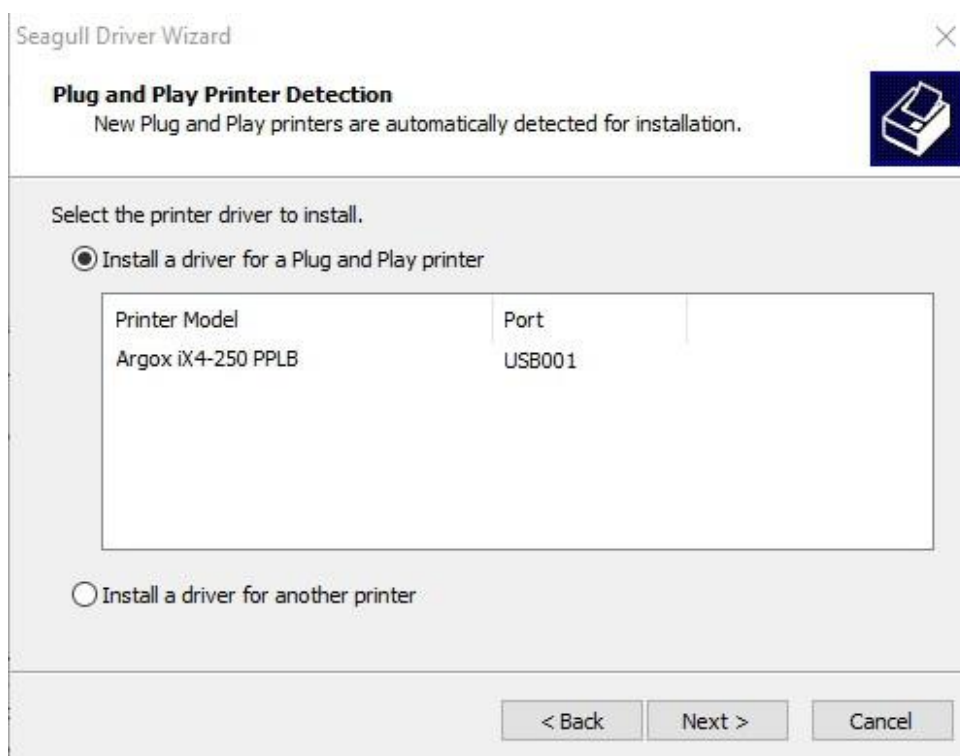 Seagull Driver Wizard
Plug and Play Printer Detection
New Plug and Play printers are automatically detected for installation.
Select the printer driver to install.
Install a driver for a Plug and Play printer
Printer Model Port
Argox iX4-250 PPLB USB001
Install a driver for another printer
< Back Next > Cancel